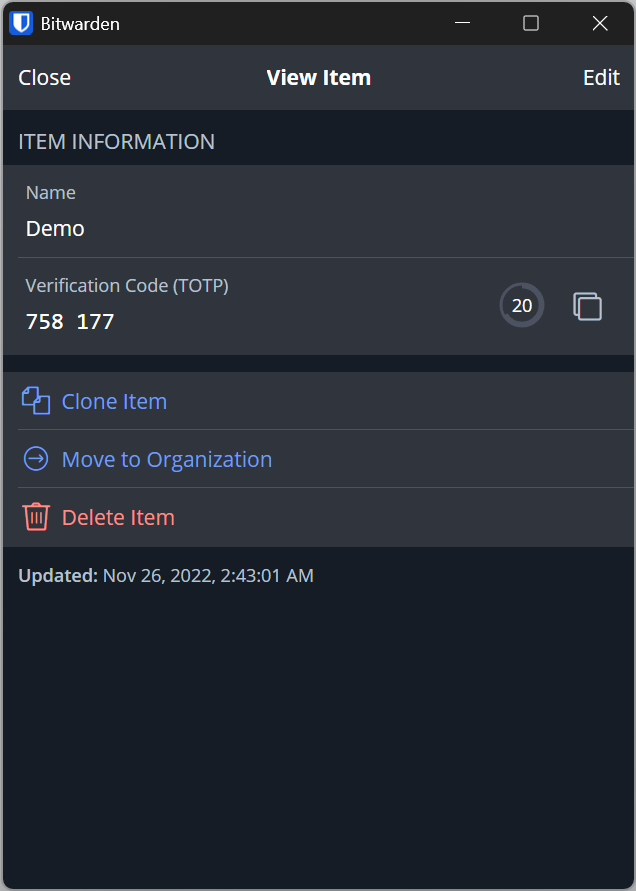 Bitwarden
Close View Item Edit
ITEM INFORMATION
Name
Demo
Verification Code (TOTP)
758 177
20
Clone Item
Move to Organization
Delete Item
Updated: Nov 26, 2022, 2:43:01 AM